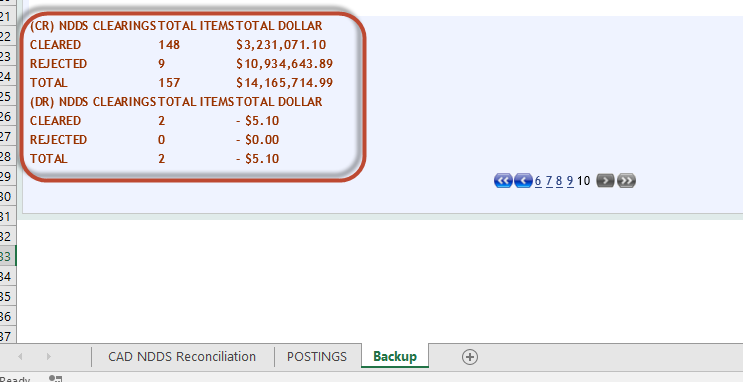 21
(CR) NDDS CLEARINGS TOTAL ITEMS TOTAL DOLLAR
22
CLEARED 148 $3,231,071.10
23
REJECTED 9 $10,934,643.89
24
TOTAL 157 $14,165,714.99
25
(DR) NDDS CLEARINGS TOTAL ITEMS TOTAL DOLLAR
26
CLEARED 2 - $5.10
27
REJECTED 0 - $0.00
28
TOTAL 2 - $5.10
29
6 7 8 9 10
30
31
32
33
34
35
36
37
CAD NDDS Reconciliation POSTINGS Backup
Ready